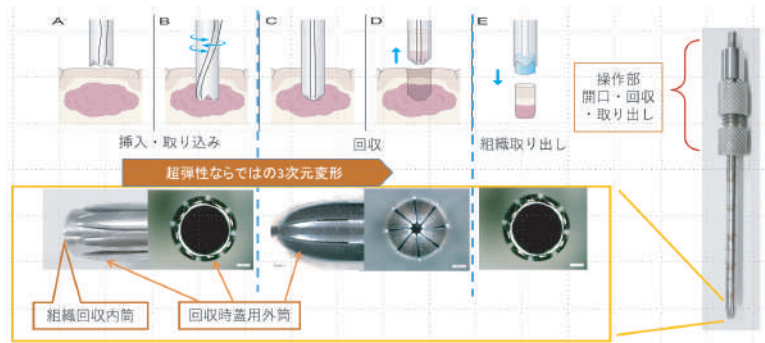 A
B
C
D
E
挿入・取り込み
回収
組織取り出し
操作部
開口・回収
・取り出し
超弾性ならではの3次元変形
組織回収内筒
回収時蓋用外筒